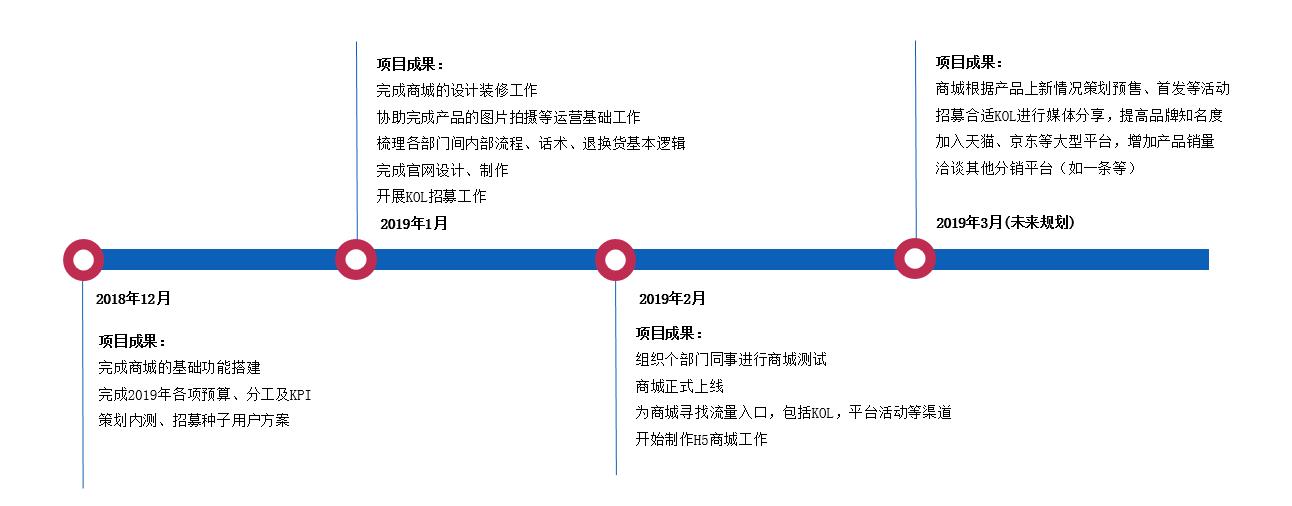 项目成果：
完成商城的设计装修工作
协助完成产品的图片拍摄等运营基础工作
梳理各部门间内部流程、话术、退换货基本逻辑
完成官网设计、制作
开展KOL招募工作
2019年1月
项目成果：
商城根据产品上新情况策划预售、首发等活动
招募合适KOL进行媒体分享，提高品牌知名度
加入天猫、京东等大型平台，增加产品销量
洽谈其他分销平台（如一条等）
2019年3月(未来规划)
2018年12月
项目成果：
完成商城的基础功能搭建
完成2019年各项预算、分工及KPI
策划内测、招募种子用户方案
2019年2月
项目成果：
组织个部门同事进行商城测试
商城正式上线
为商城寻找流量入口，包括KOL，平台活动等渠道
开始制作H5商城工作